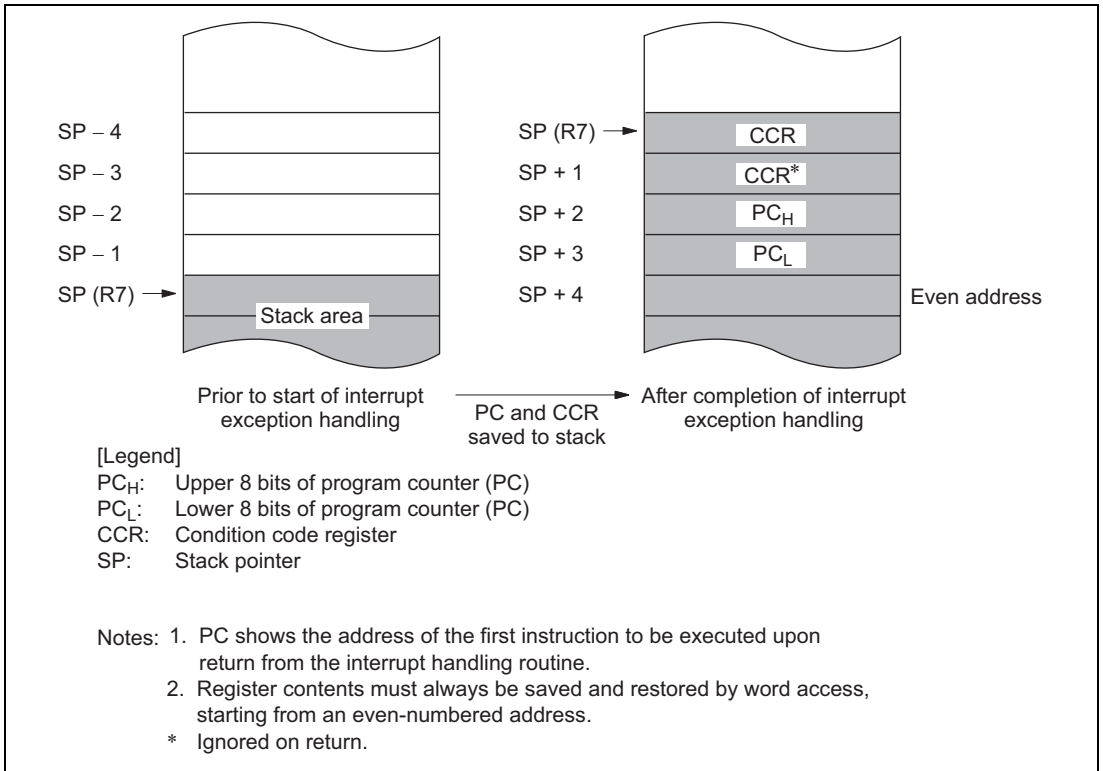 SP – 4
SP – 3
SP – 2
SP – 1
SP (R7)
Stack area
SP (R7)
SP + 1
SP + 2
SP + 3
SP + 4
CCR
CCR*
PCH
PCL
Even address
Prior to start of interrupt
exception handling
PC and CCR
saved to stack
After completion of interrupt
exception handling
[Legend]
PCH: Upper 8 bits of program counter (PC)
PCL: Lower 8 bits of program counter (PC)
CCR: Condition code register
SP: Stack pointer
Notes: 1. PC shows the address of the first instruction to be executed upon
return from the interrupt handling routine.
2. Register contents must always be saved and restored by word access,
starting from an even-numbered address.
* Ignored on return.